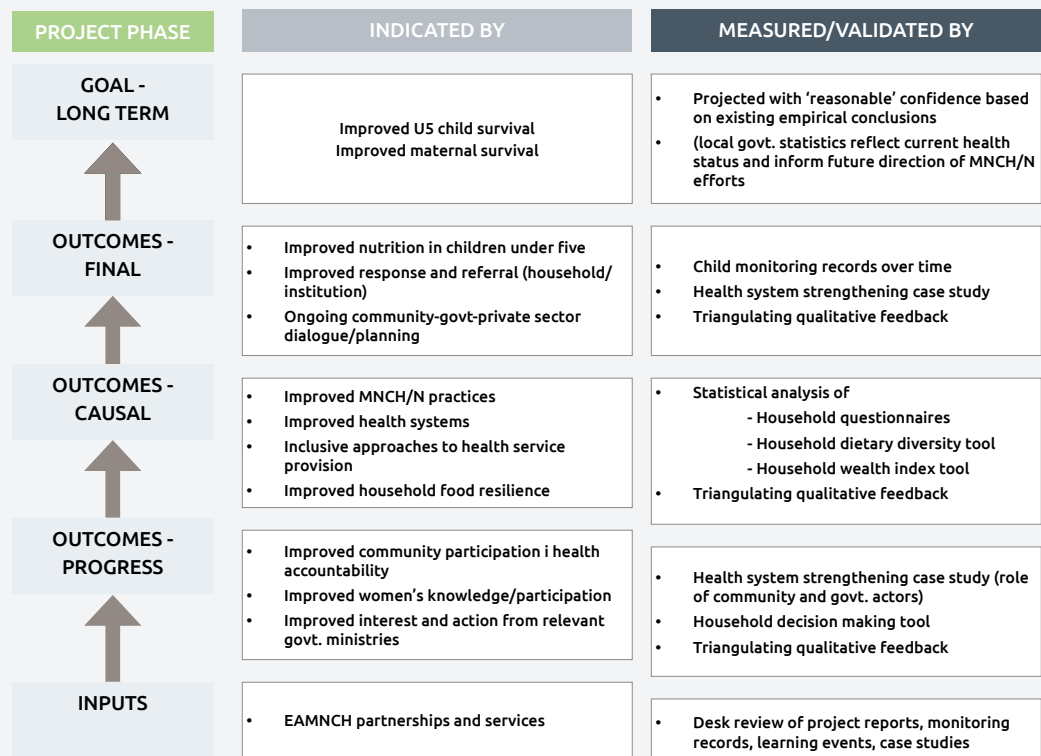 PROJECT PHASE
INDICATED BY
MEASURED/VALIDATED BY
GOAL -
LONG TERM
Improved U5 child survival
Improved maternal survival
• Projected with ‘reasonable’ confidence based
on existing empirical conclusions
• (local govt. statistics reflect current health
status and inform future direction of MNCH/N
efforts
OUTCOMES -
FINAL
• Improved nutrition in children under five
• Improved response and referral (household/
institution)
• Ongoing community-govt-private sector
dialogue/planning
• Child monitoring records over time
• Health system strengthening case study
• Triangulating qualitative feedback
OUTCOMES -
CAUSAL
• Improved MNCH/N practices
• Improved health systems
• Inclusive approaches to health service
provision
• Improved household food resilience
• Statistical analysis of
- Household questionnaires
- Household dietary diversity tool
- Household wealth index tool
• Triangulating qualitative feedback
OUTCOMES -
PROGRESS
• Improved community participation i health
accountability
• Improved women’s knowledge/participation
• Improved interest and action from relevant
govt. ministries
• Health system strengthening case study (role
of community and govt. actors)
• Household decision making tool
• Triangulating qualitative feedback
INPUTS
• EAMNCH partnerships and services
• Desk review of project reports, monitoring
records, learning events, case studies